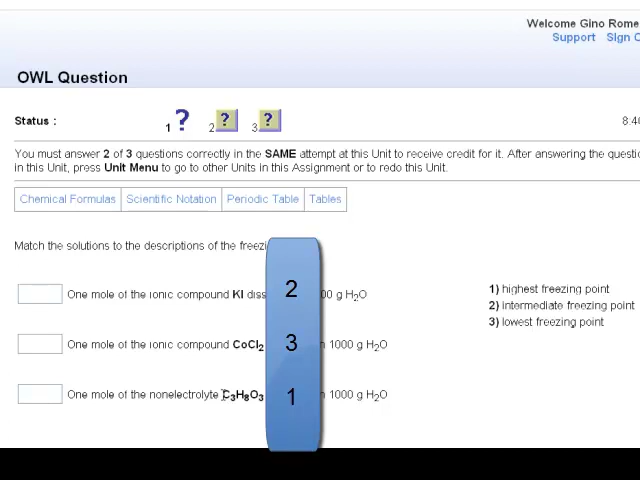 Welcome Gino Rome
Support Sign O
OWL Question
Status : 1 ? 2 ? 3 ? 8:40
You must answer 2 of 3 questions correctly in the SAME attempt at this Unit to receive credit for it. After answering the questio
in this Unit, press Unit Menu to go to other Units in this Assignment or to redo this Unit.
Chemical Formulas Scientific Notation Periodic Table Tables
Match the solutions to the descriptions of the freezi
One mole of the ionic compound KI diss 2 00 g H₂O
One mole of the ionic compound CoCl₂ 3 n 1000 g H₂O
One mole of the nonelectrolyte C₃H₈O₃ 1 n 1000 g H₂O
1) highest freezing point
2) intermediate freezing point
3) lowest freezing point